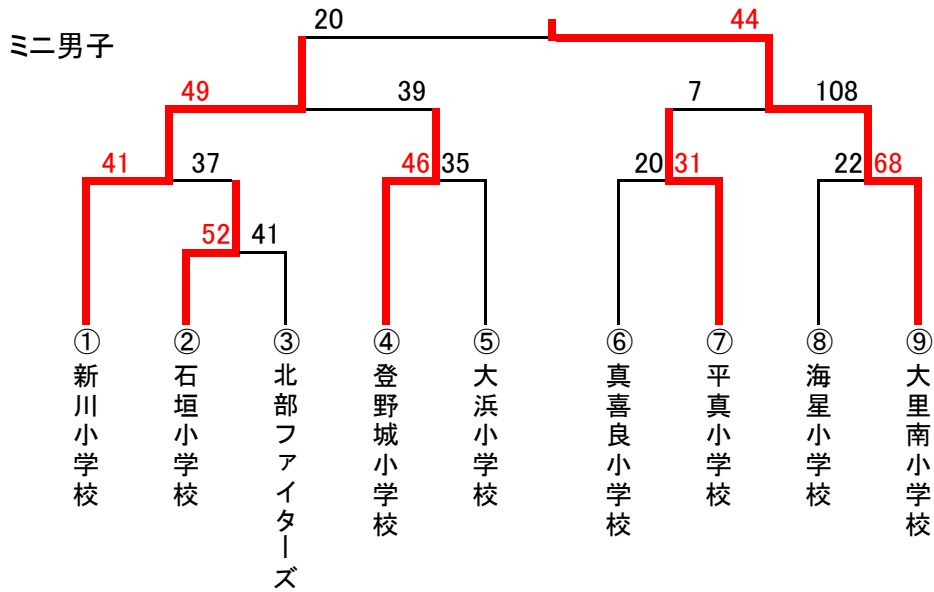 ミニ男子
20
44
49
39
7
108
41
37
46
35
20
31
22
68
52
41
①
②
③
④
⑤
⑥
⑦
⑧
⑨
新川小学校
石垣小学校
北部ファイターズ
登野城小学校
大浜小学校
真喜良小学校
平真小学校
海星小学校
大里南小学校